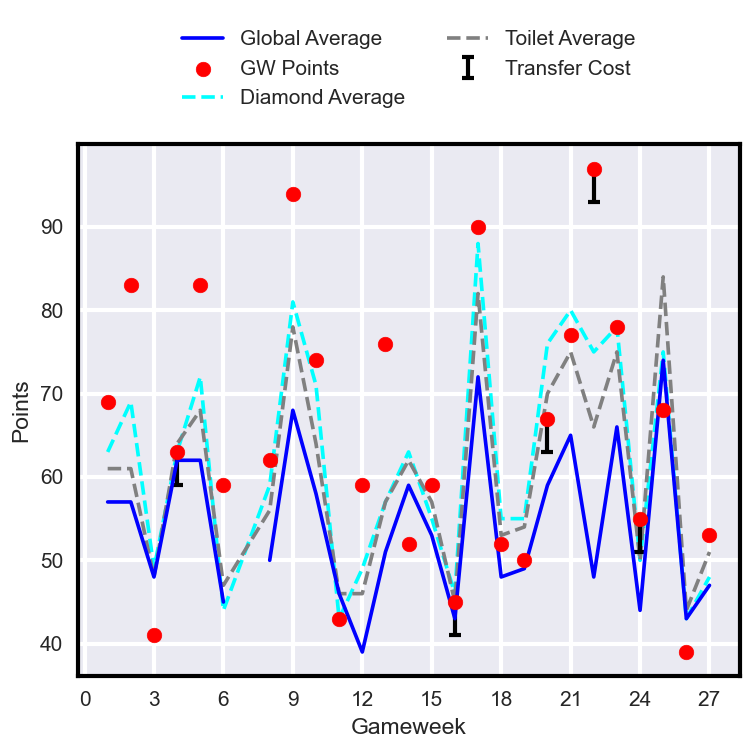 Global Average
GW Points
Diamond Average
Toilet Average
Transfer Cost
Points
90
80
70
60
50
40
0 3 6 9 12 15 18 21 24 27
Gameweek